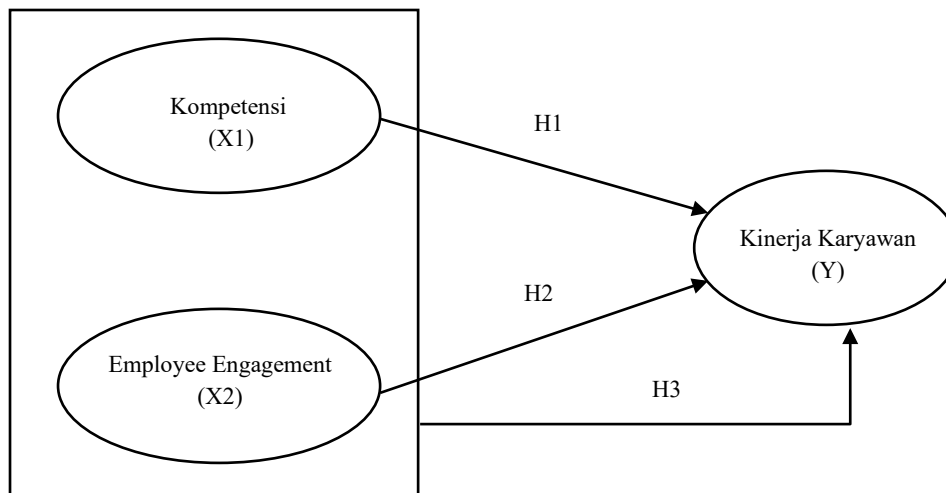 Kompetensi
(X1)
H1
Kinerja Karyawan
(Y)
H2
Employee Engagement
(X2)
H3